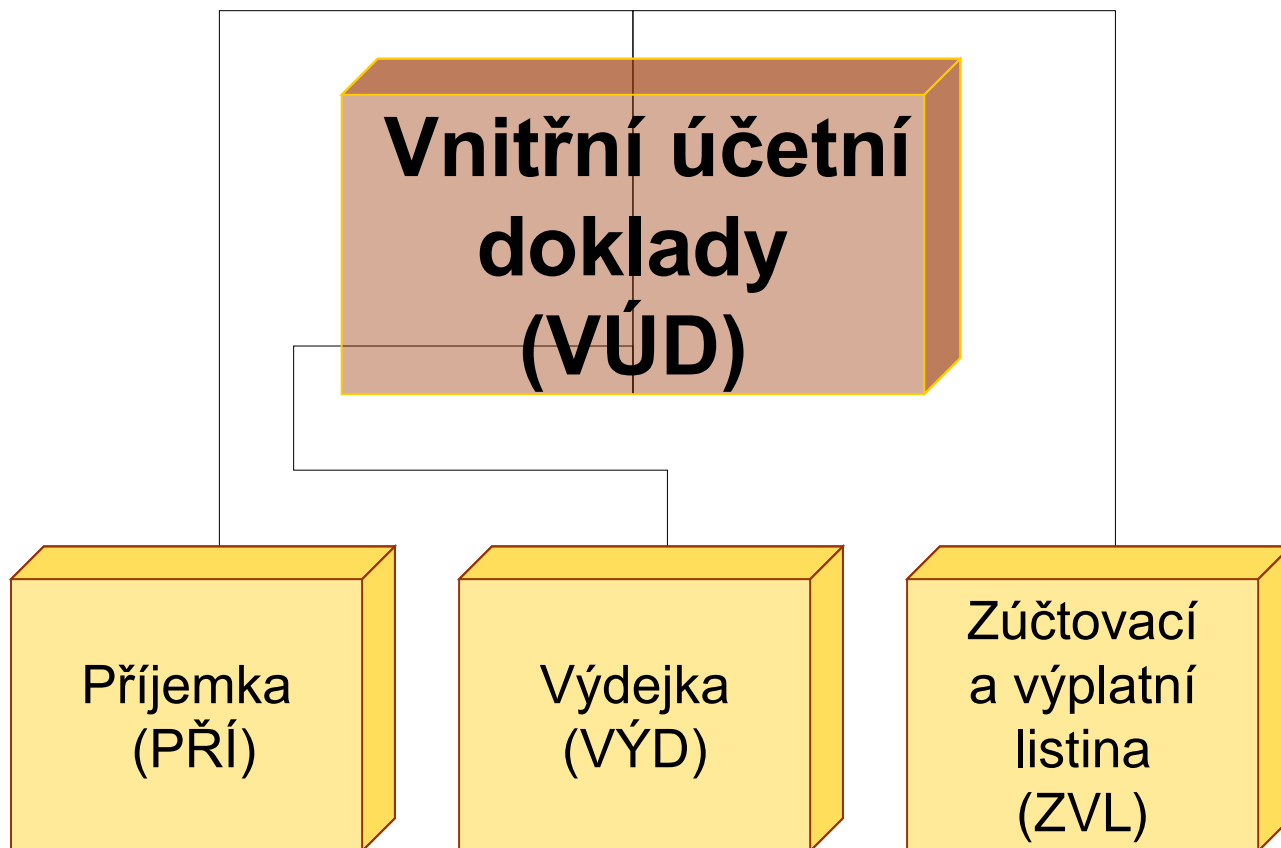 Vnitřní účetní
doklady
(VÚD)
Příjemka
(PŘÍ)
Výdejka
(VÝD)
Zúčtovací
a výplatní
listina
(ZVL)